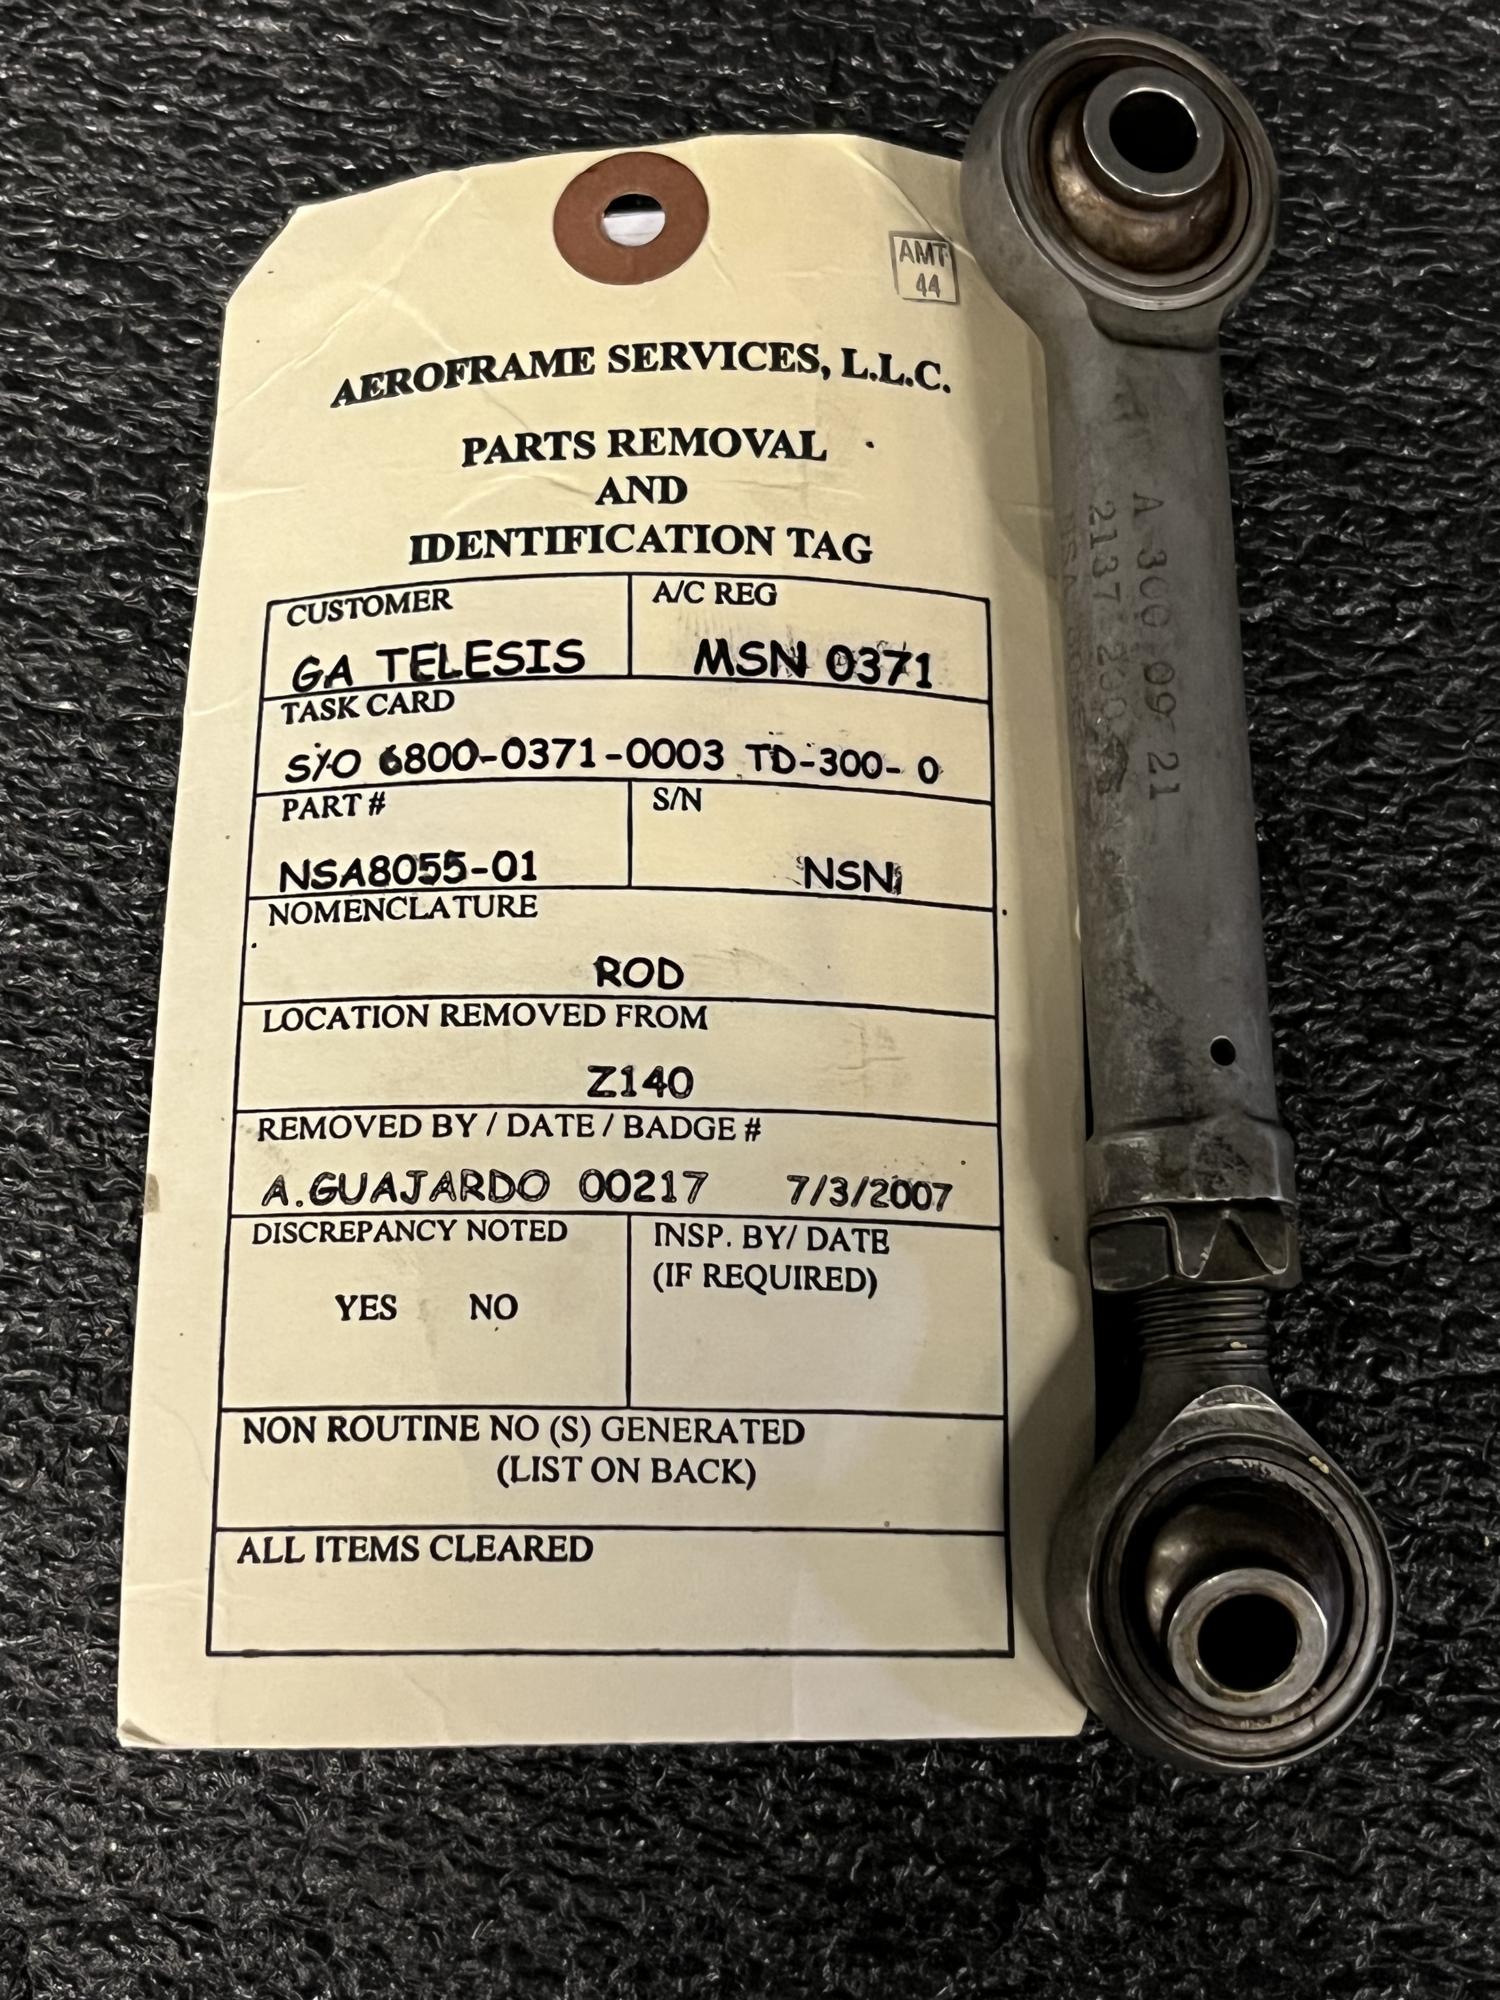 AMT
44
AEROFRAME SERVICES, L.L.C.
PARTS REMOVAL
AND
IDENTIFICATION TAG
CUSTOMER
GA TELESIS
A/C REG
MSN 0371
TASK CARD
S/O 6800-0371-0003 TD-300- 0
PART #
NSA8055-01
S/N
NSN
NOMENCLATURE
ROD
LOCATION REMOVED FROM
Z140
REMOVED BY / DATE / BADGE #
A.GUAJARDO 00217 7/3/2007
DISCREPANCY NOTED
YES NO
INSP. BY/ DATE
(IF REQUIRED)
NON ROUTINE NO (S) GENERATED
(LIST ON BACK)
ALL ITEMS CLEARED
A 300 09 21